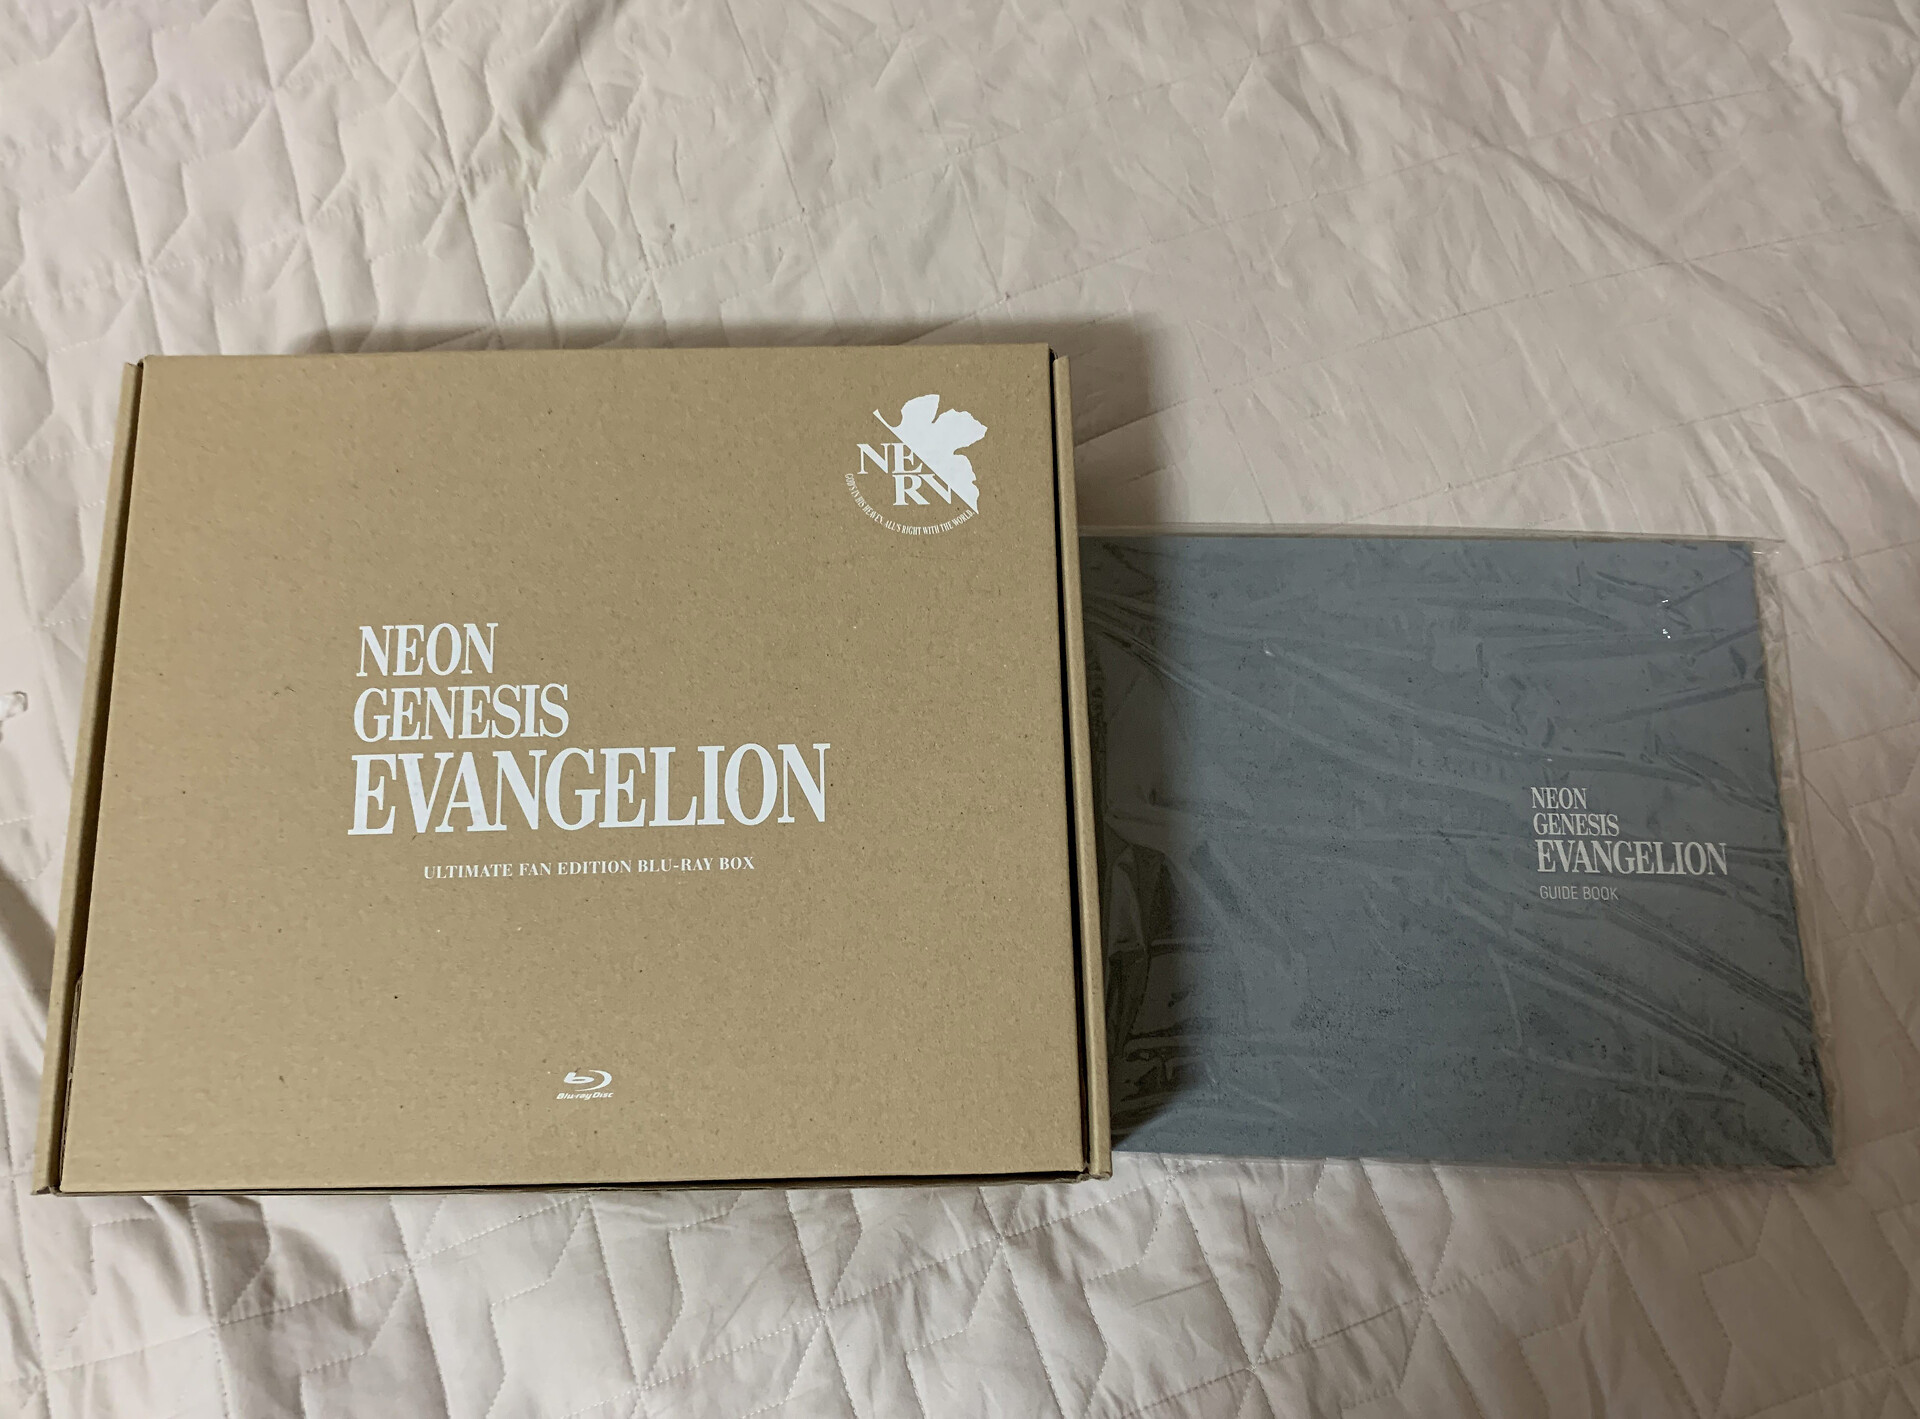 NERV
GOD'S IN HIS HEAVEN. ALL'S RIGHT WITH THE WORLD.
NEON
GENESIS
EVANGELION
ULTIMATE FAN EDITION BLU-RAY BOX
Blu-ray Disc
NEON
GENESIS
EVANGELION
GUIDE BOOK